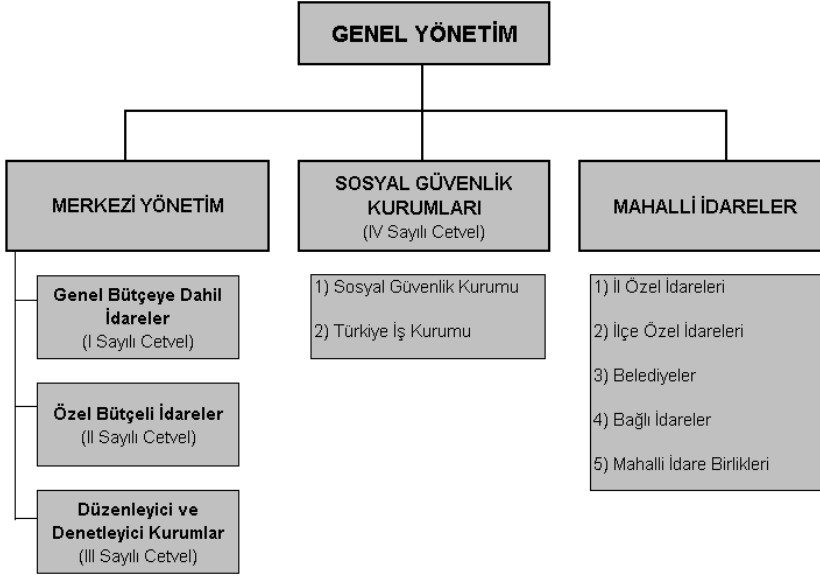 GENEL YÖNETİM
MERKEZİ YÖNETİM
Genel Bütçeye Dahil
İdareler
(I Sayılı Cetvel)
Özel Bütçeli İdareler
(II Sayılı Cetvel)
Düzenleyici ve
Denetleyici Kurumlar
(III Sayılı Cetvel)
SOSYAL GÜVENLİK
KURUMLARI
(IV Sayılı Cetvel)
1) Sosyal Güvenlik Kurumu
2) Türkiye İş Kurumu
MAHALLİ İDARELER
1) İl Özel İdareleri
2) İlçe Özel İdareleri
3) Belediyeler
4) Bağlı İdareler
5) Mahalli İdare Birlikleri